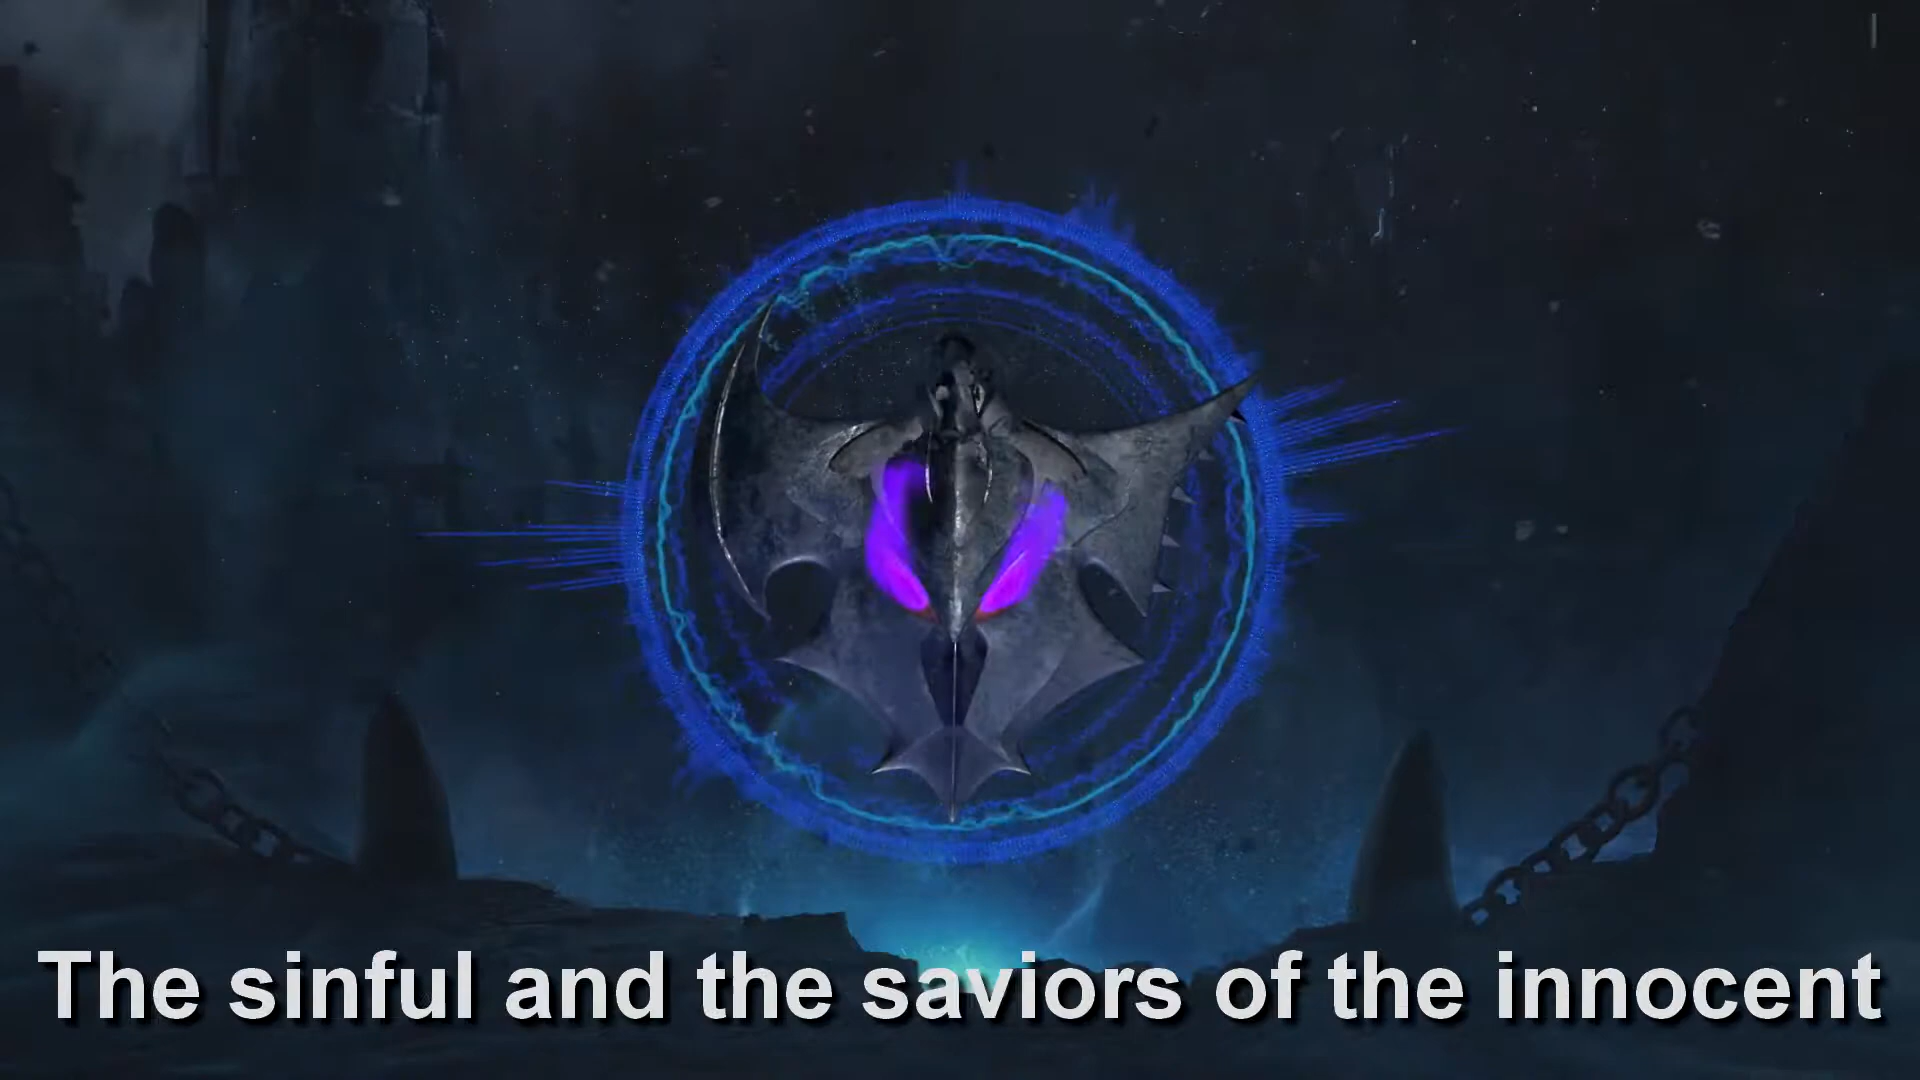 The sinful and the saviors of the innocent